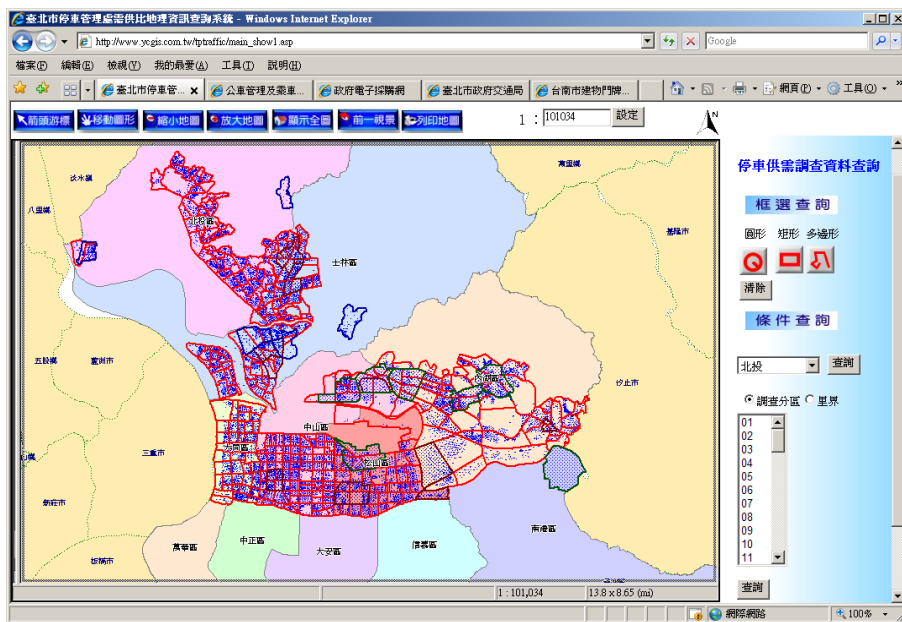 臺北市停車管理處需供比地理資訊查詢系統 - Windows Internet Explorer
http://www.ycgis.com.tw/tptraffic/main_show1.asp
Google
檔案(F) 編輯(E) 檢視(V) 我的最愛(A) 工具(T) 說明(H)
臺北市停車管... 公車管理及乘車... 政府電子採購網 臺北市政府交通局 台南市建物門牌... 網頁(P) 工具(O) »
箭頭游標 移動圖形 縮小地圖 放大地圖 顯示全圖 前一視景 列印地圖 1 : 101034 設定 N
停車供需調查資料查詢
框選查詢
圓形 矩形 多邊形
清除
條件查詢
北投 查詢
調查分區 里界
01
02
03
04
05
06
07
08
09
10
11
查詢
淡水鎮
萬里鄉
八里鄉
北投區
基隆市
士林區
五股鄉
蘆洲市
內湖區
汐止市
中山區
大同區
三重市
松山區
新莊市
南港區
萬華區
中正區
大安區
信義區
板橋市
1 : 101,034 13.8 x 8.65 (mi)
網際網路 100%